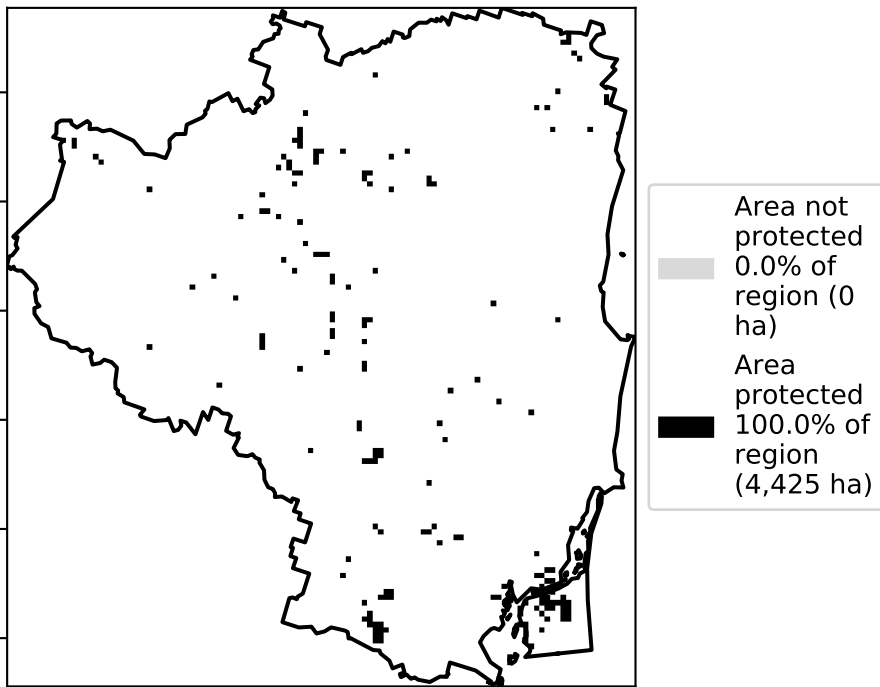 Area not
protected
0.0% of
region (0
ha)
Area
protected
100.0% of
region
(4,425 ha)